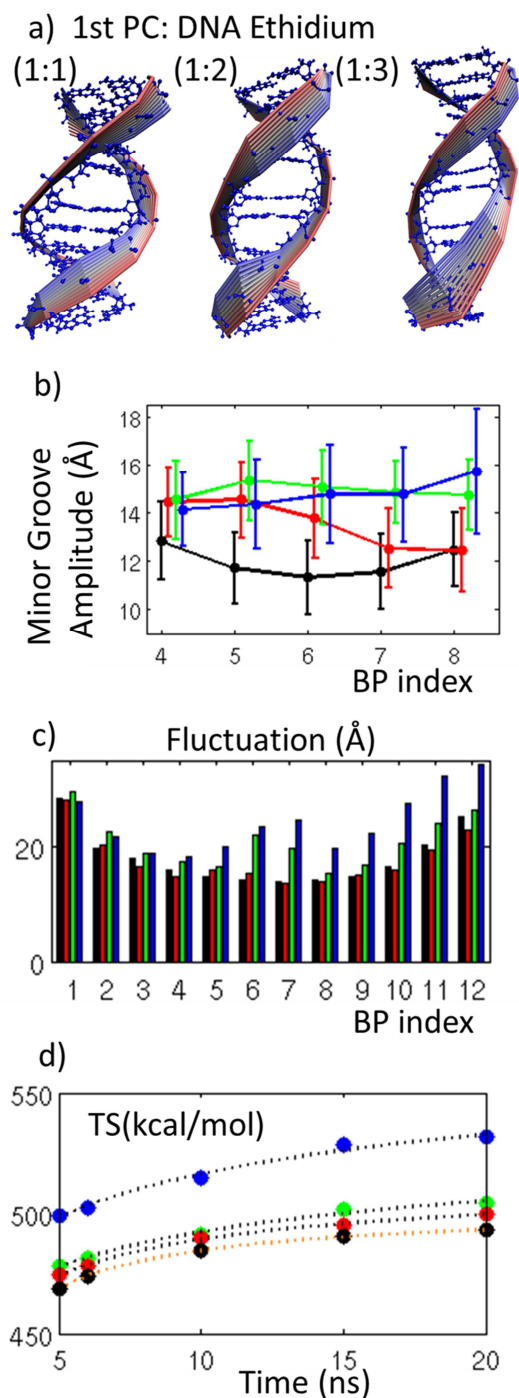 a) 1st PC: DNA Ethidium
(1:1) (1:2) (1:3)
b)
Minor Groove
Amplitude (Å)
18
16
14
12
10
4 5 6 7 8
BP index
c) Fluctuation (Å)
20
0
1 2 3 4 5 6 7 8 9 10 11 12
BP index
d)
550
TS(kcal/mol)
500
450
5 10 15 20
Time (ns)